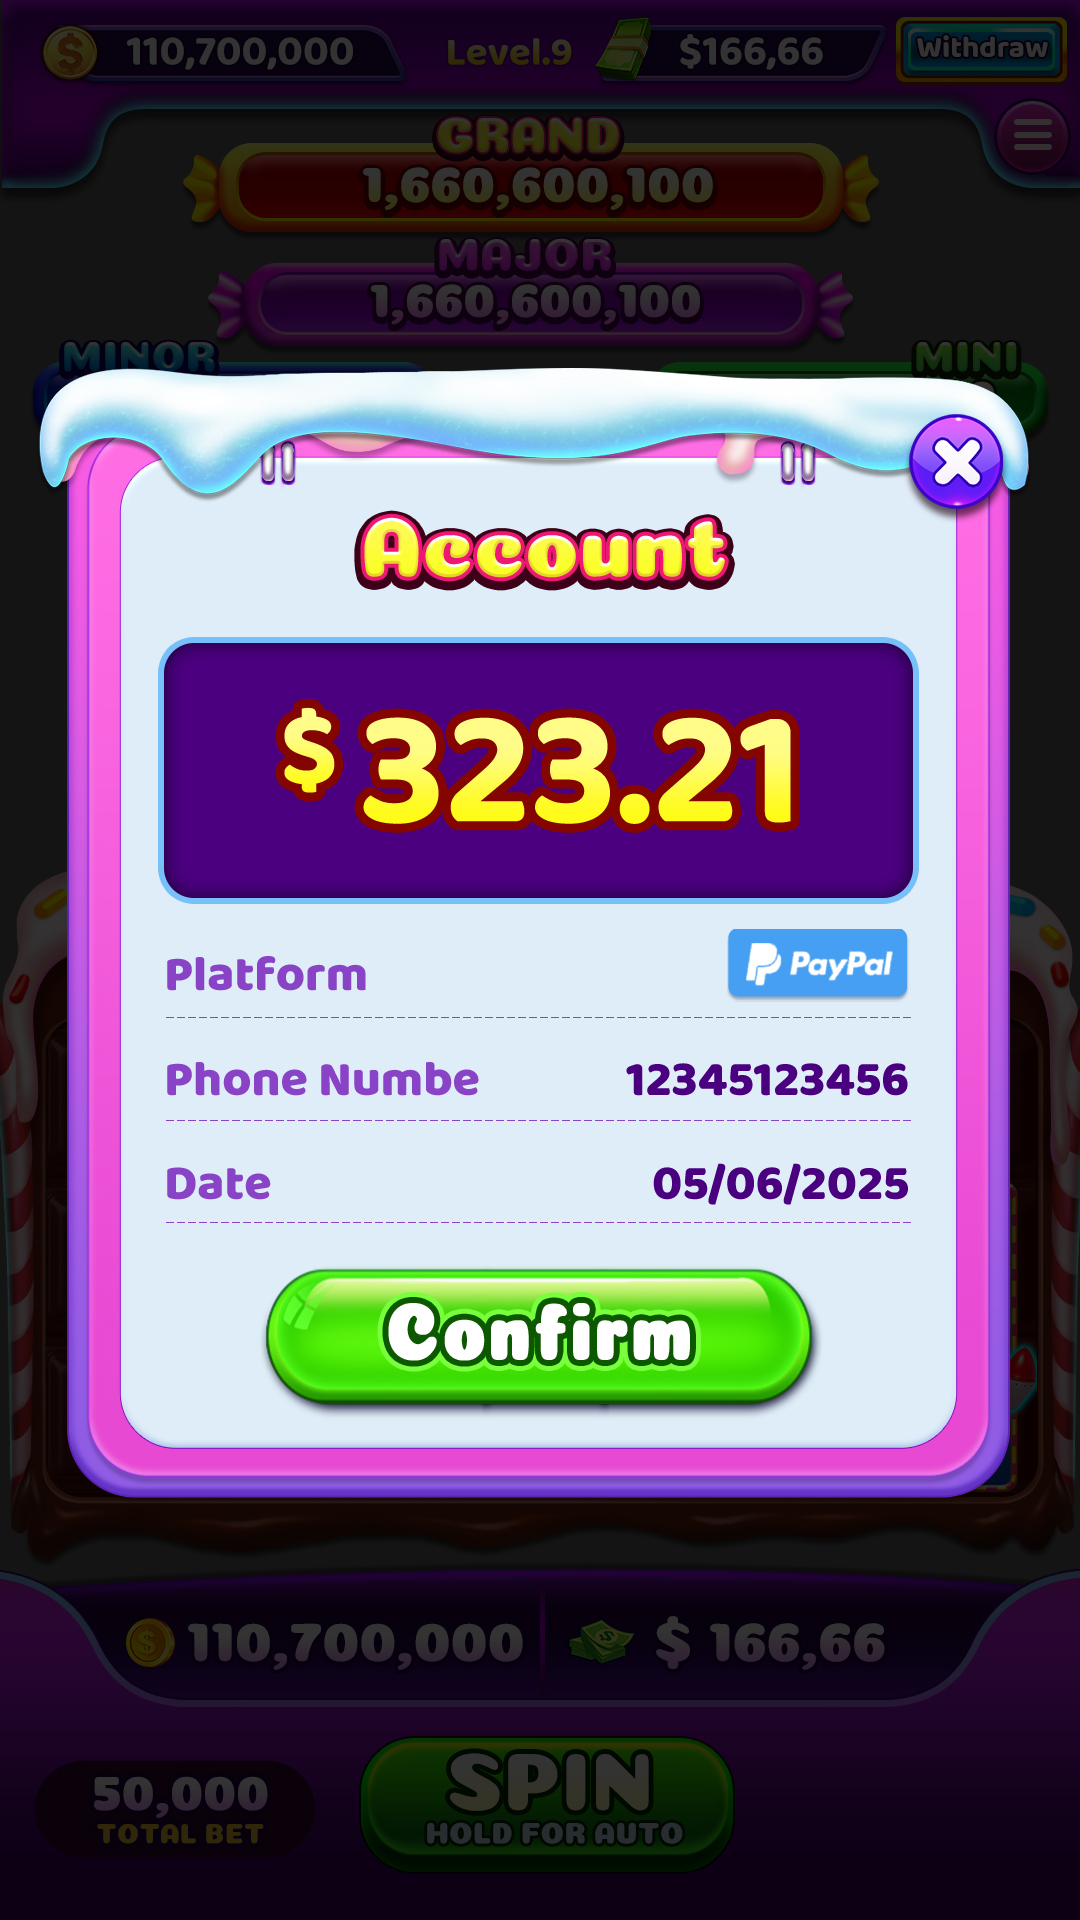 110,700,000
Level.9
$166,66
Withdraw
GRAND
1,660,600,100
MAJOR
1,660,600,100
MINOR
MINI
Account
$323.21
Platform
PayPal
Phone Numbe
12345123456
Date
05/06/2025
Confirm
110,700,000
$ 166,66
50,000
TOTAL BET
SPIN
HOLD FOR AUTO